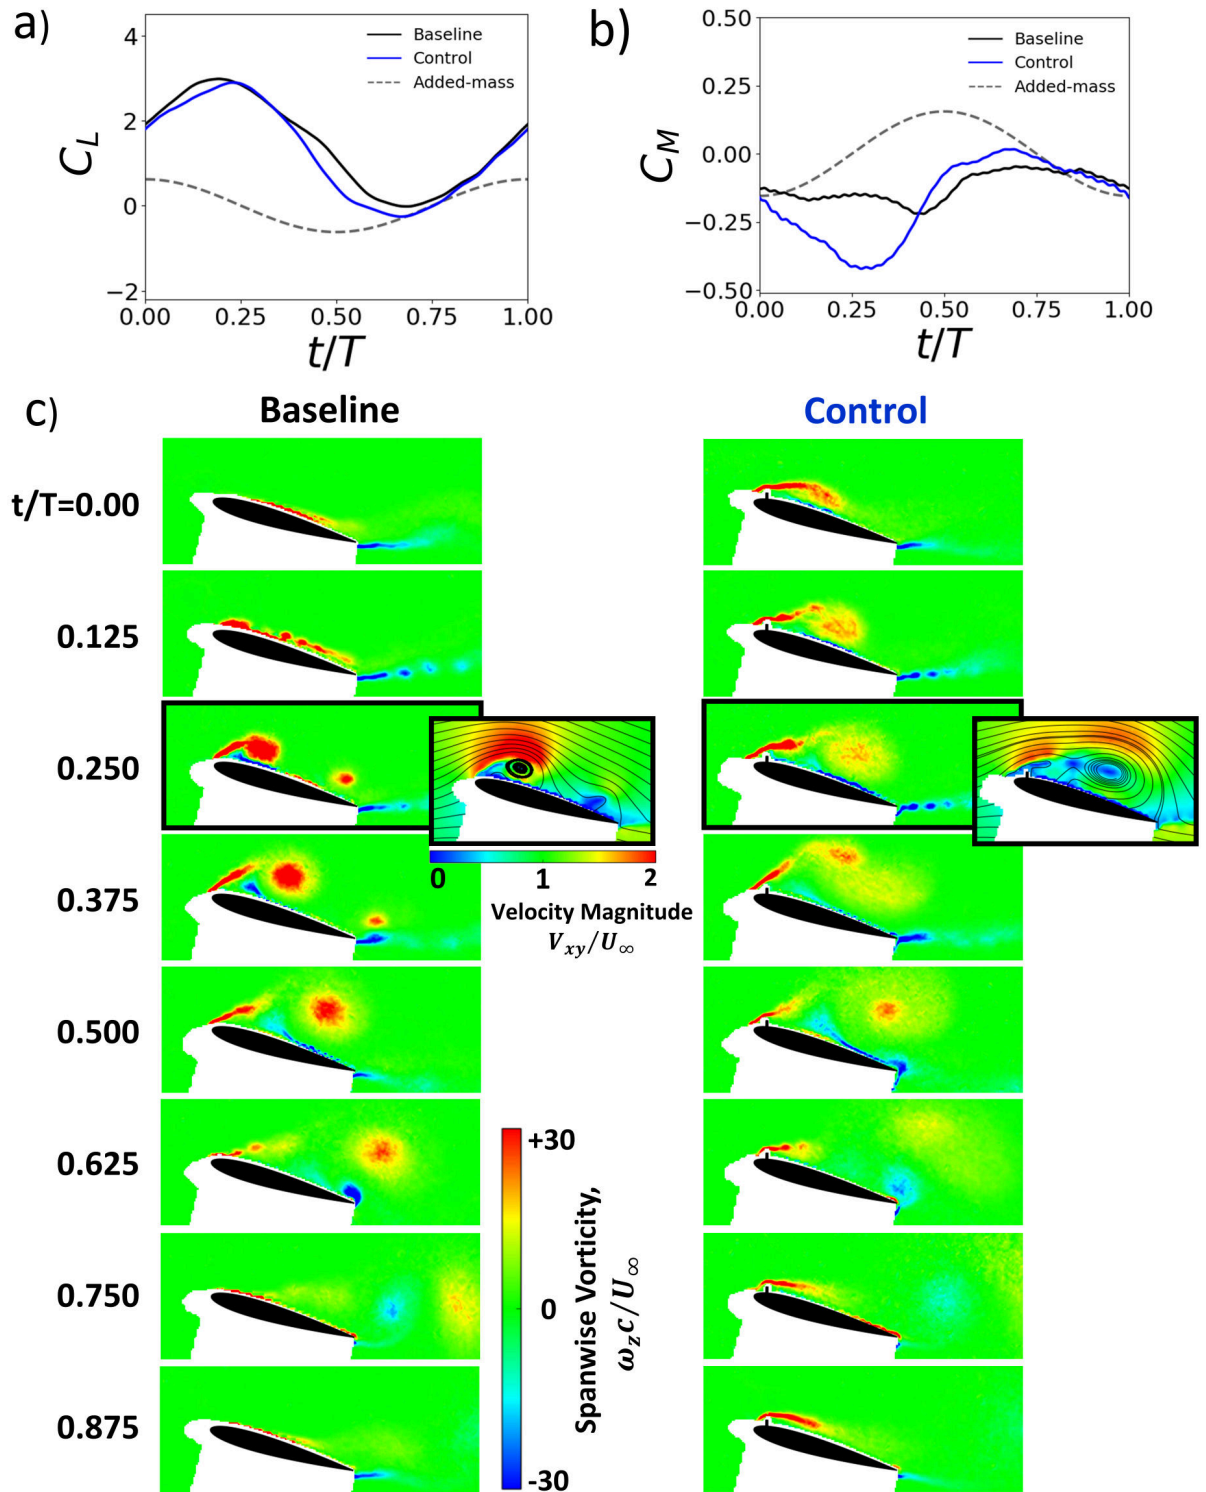 a)
4
2
0
−2
C_L
Baseline
Control
Added-mass
0.00 0.25 0.50 0.75 1.00
t/T
b)
0.50
0.25
0.00
−0.25
−0.50
C_M
Baseline
Control
Added-mass
0.00 0.25 0.50 0.75 1.00
t/T
c)
Baseline Control
t/T=0.00
0.125
0.250
0 1 2
Velocity Magnitude
V_{xy}/U_∞
0.375
0.500
0.625
0.750
0.875
+30
0
-30
Spanwise Vorticity,
ω_z c/U_∞